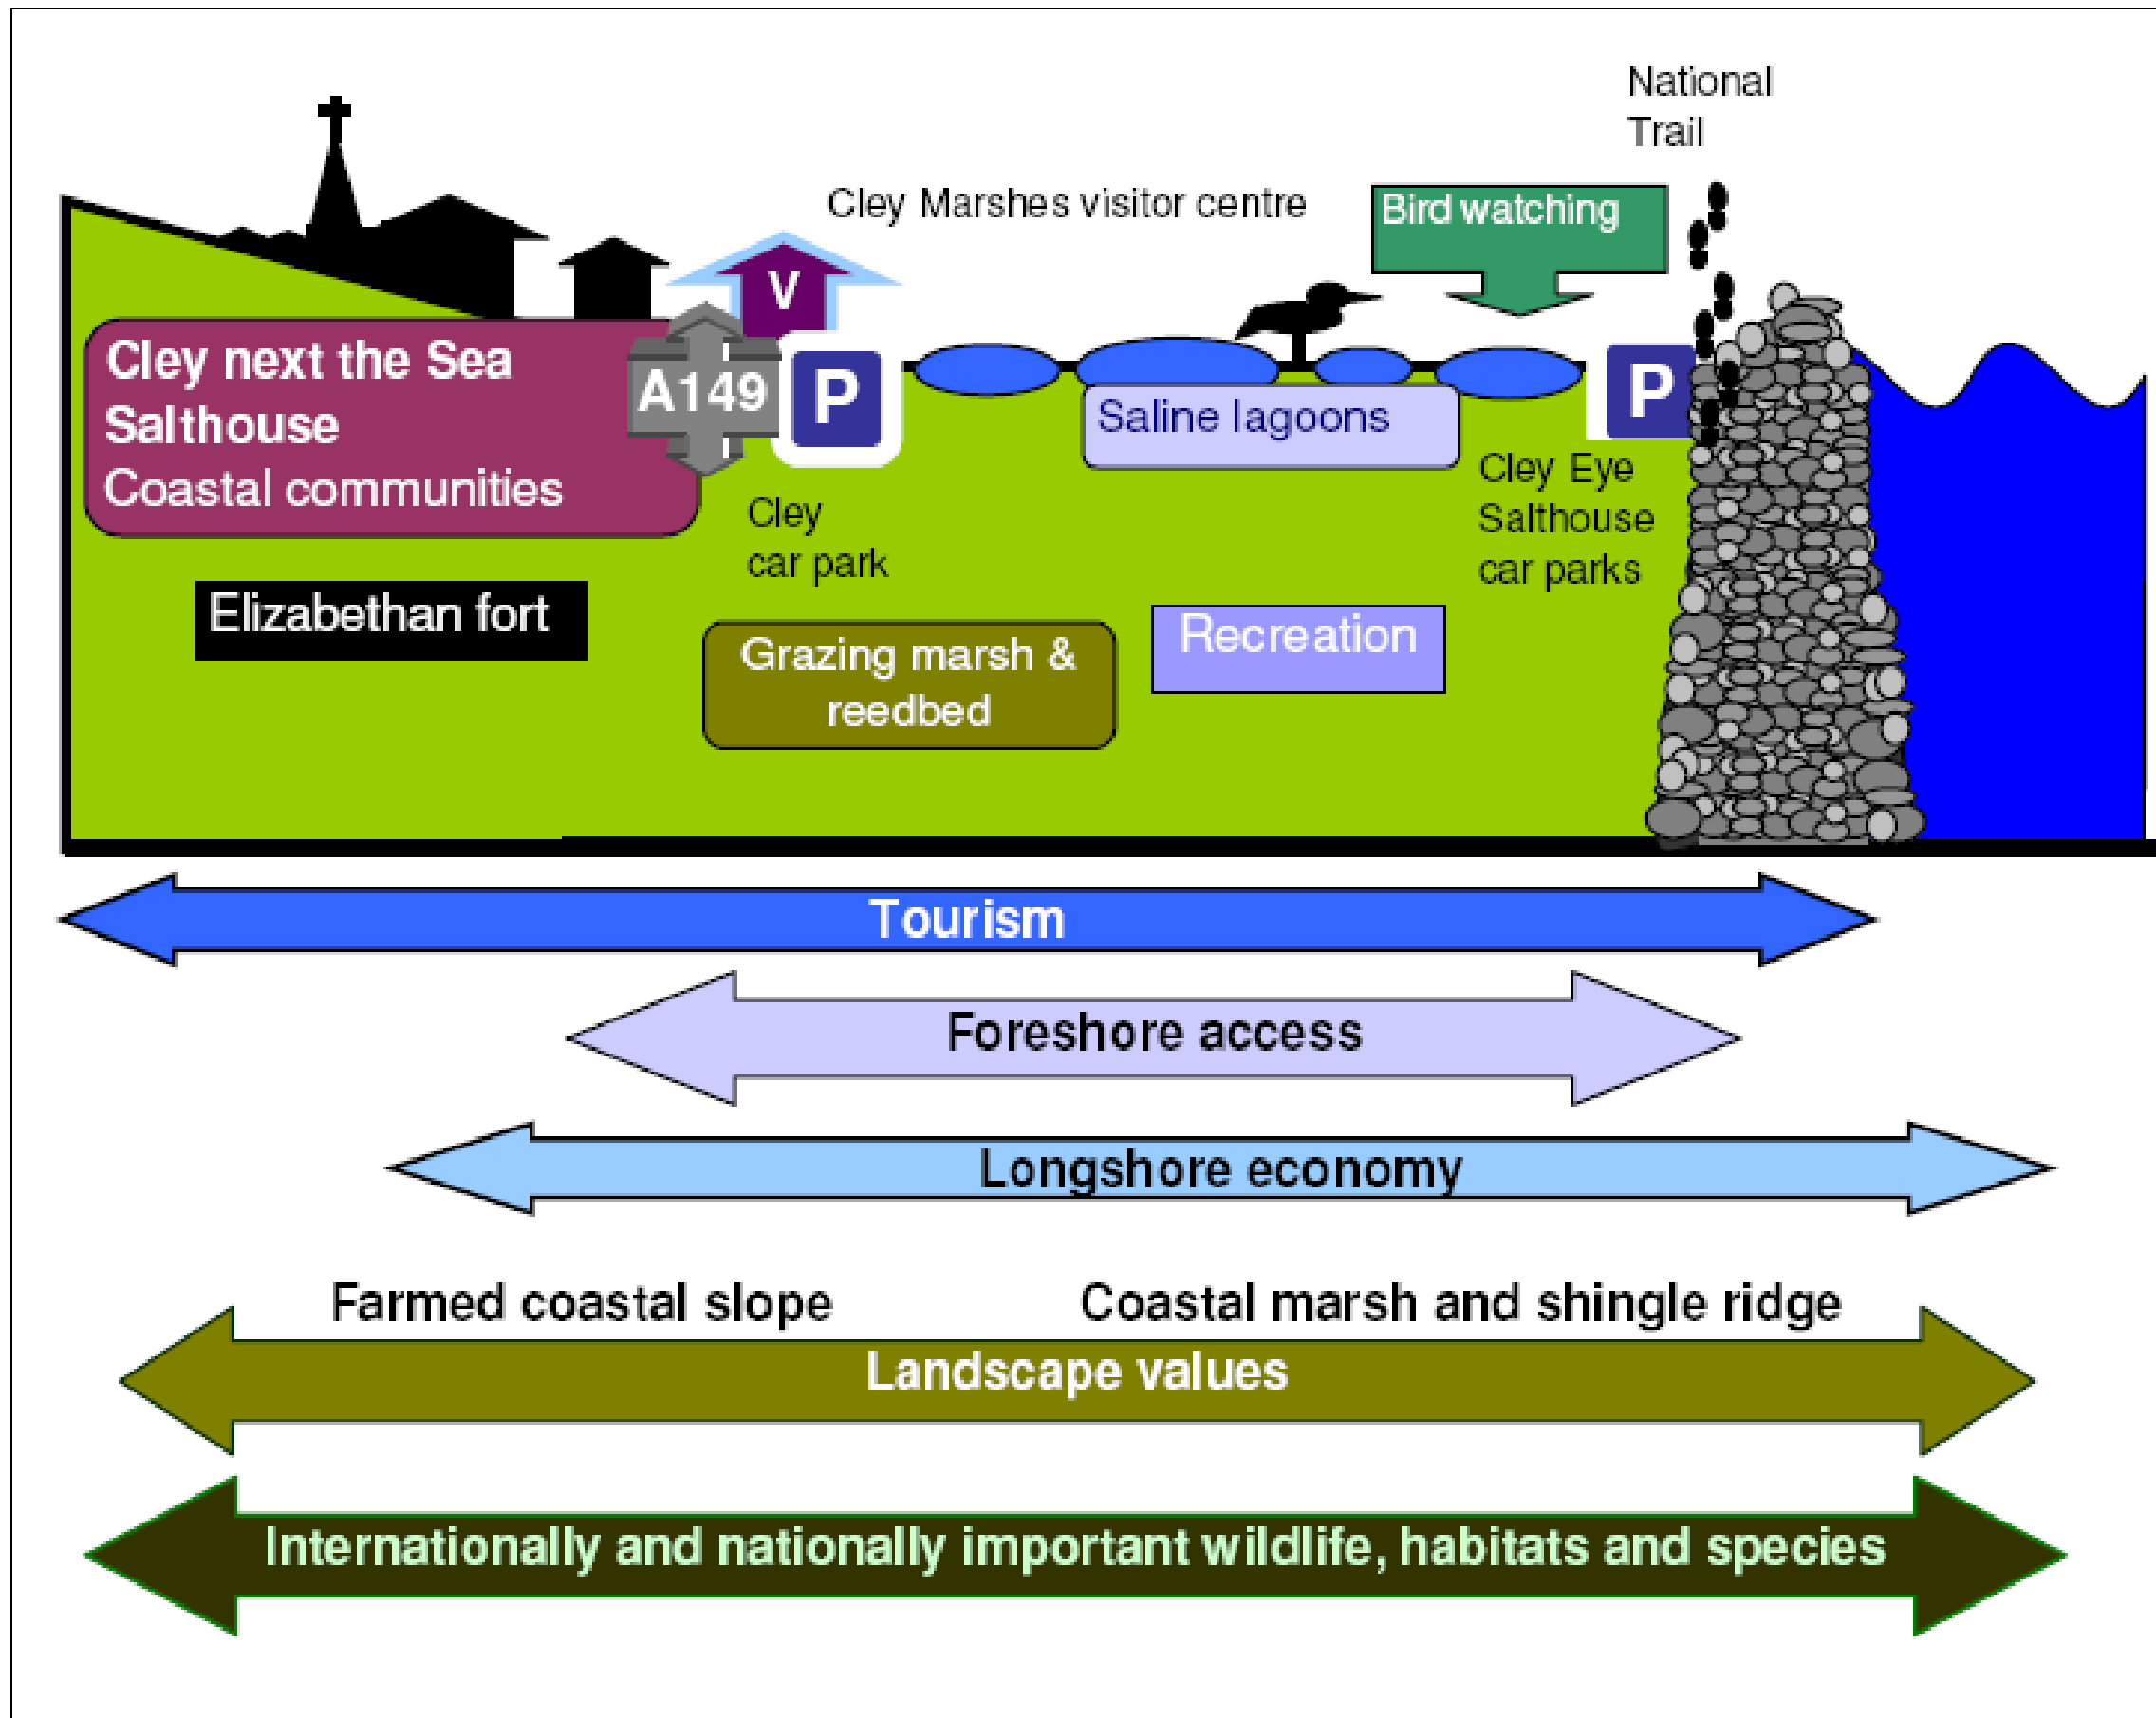 National
Trail
Cley Marshes visitor centre
Bird watching
V
Cley next the Sea
Salthouse
Coastal communities
A149
P
Saline lagoons
P
Cley
car park
Cley Eye
Salthouse
car parks
Elizabethan fort
Grazing marsh &
reedbed
Recreation
Tourism
Foreshore access
Longshore economy
Farmed coastal slope
Coastal marsh and shingle ridge
Landscape values
Internationally and nationally important wildlife, habitats and species